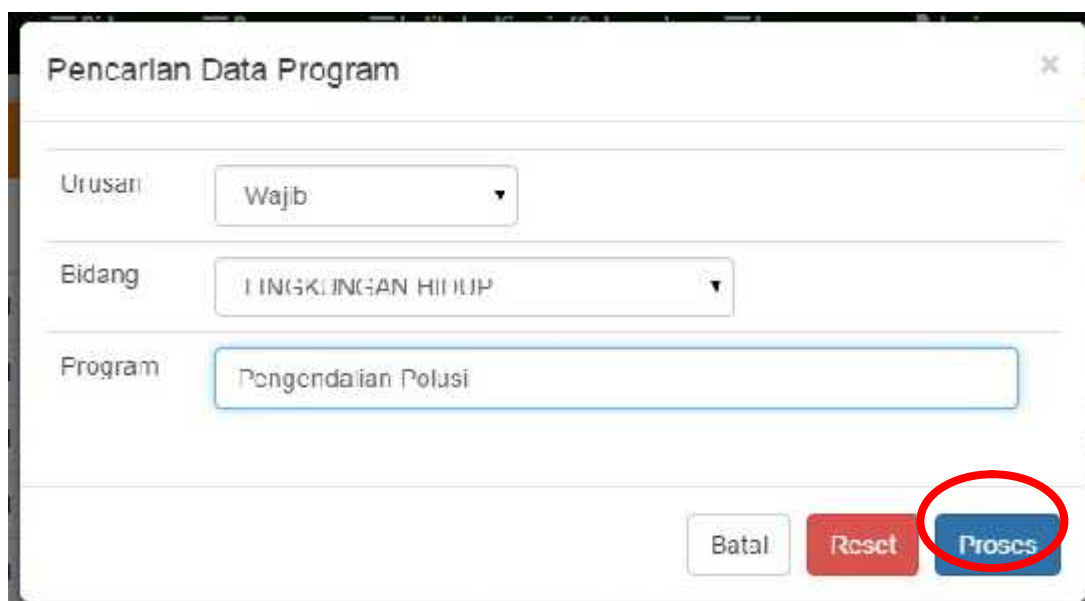 Pencarian Data Program
×
Urusan
Wajib
Bidang
LINGKUNGAN HIDUP
Program
Pengendalian Polusi
Batal
Reset
Proses